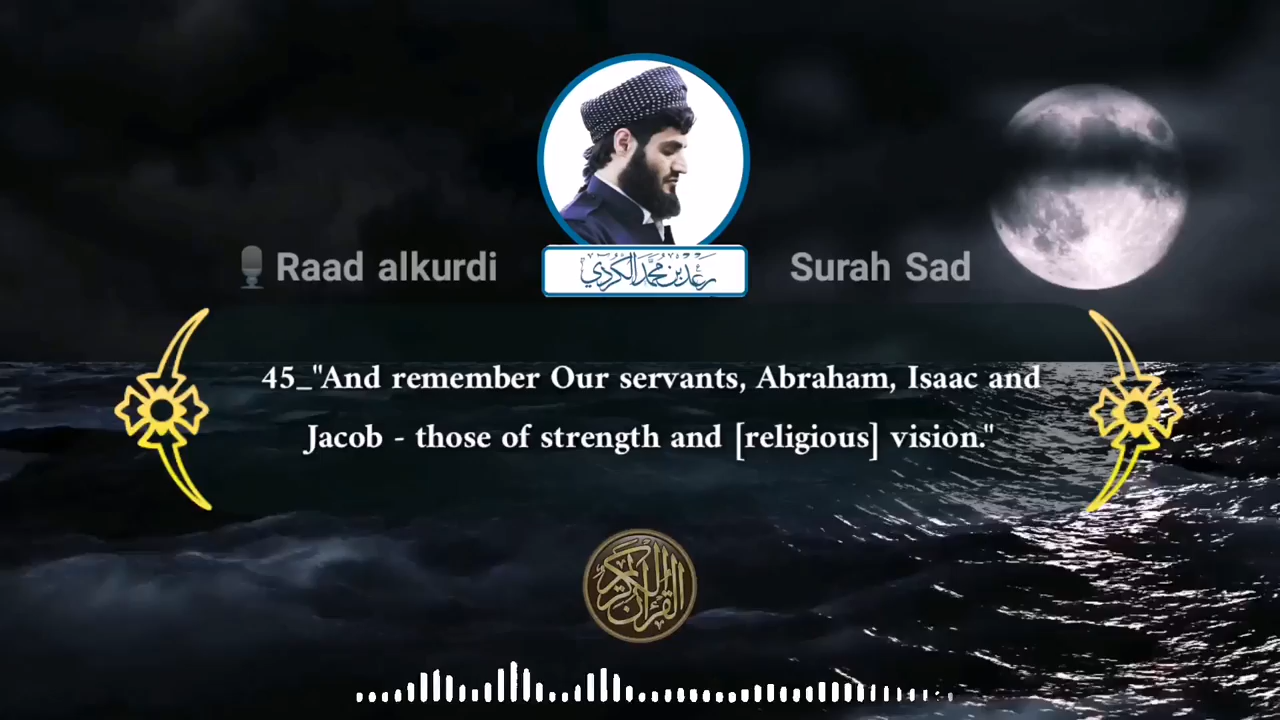 Raad alkurdi
رعد بن محمد الكردي
Surah Sad
45_"And remember Our servants, Abraham, Isaac and
Jacob - those of strength and [religious] vision."
القرآن الكريم